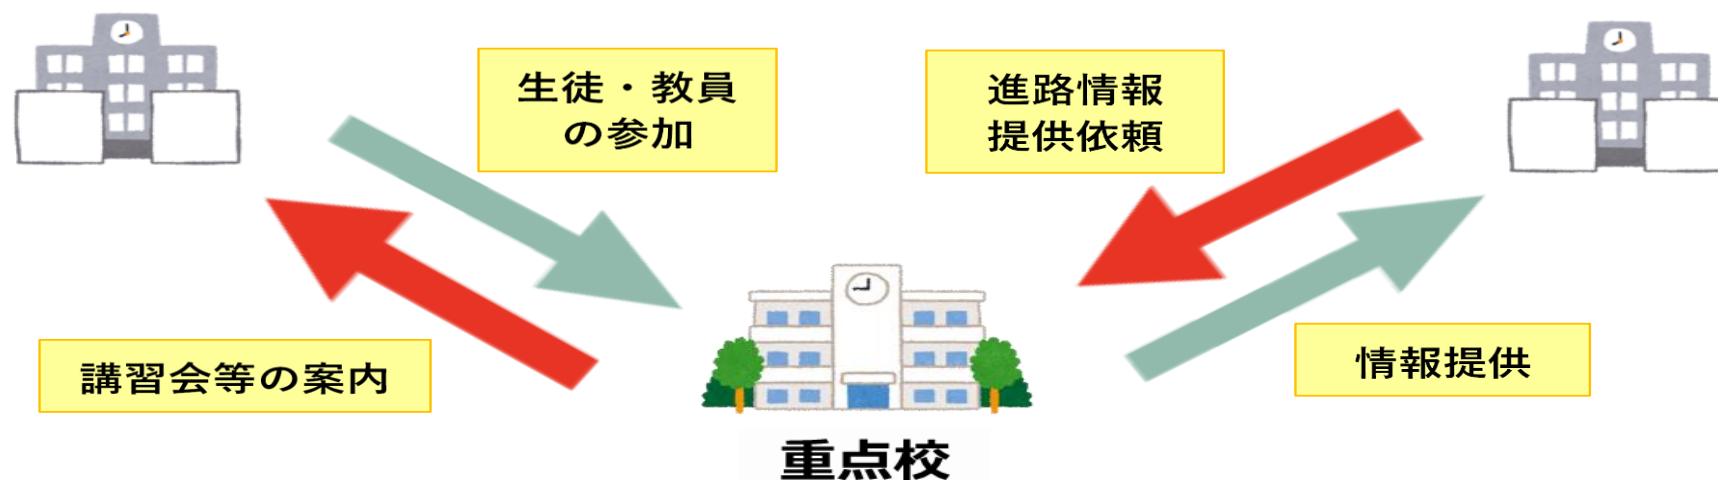 生徒・教員
の参加
進路情報
提供依頼
講習会等の案内
情報提供
重点校